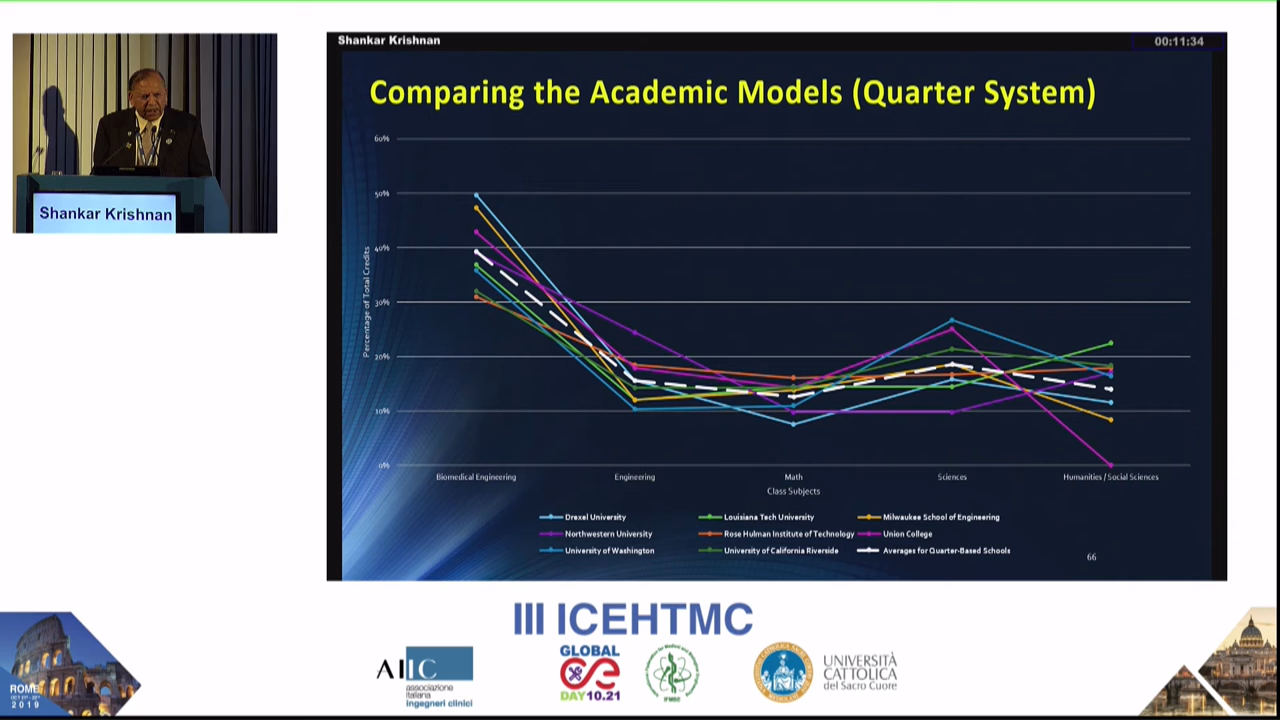 Shankar Krishnan
00:11:34
Comparing the Academic Models (Quarter System)
60%
50%
40%
30%
20%
10%
0%
Percentage of Total Credits
Biomedical Engineering
Engineering
Math
Sciences
Humanities / Social Sciences
Class Subjects
Drexel University
Louisiana Tech University
Milwaukee School of Engineering
Northwestern University
Rose Hulman Institute of Technology
Union College
University of Washington
University of California Riverside
Averages for Quarter-Based Schools
66
Shankar Krishnan
III ICEHTMC
AIIC
associazione
italiana
ingegneri clinici
GLOBAL
CE
DAY 10.21
IFMBE
UNIVERSITÀ
CATTOLICA
del Sacro Cuore
ROME
2019